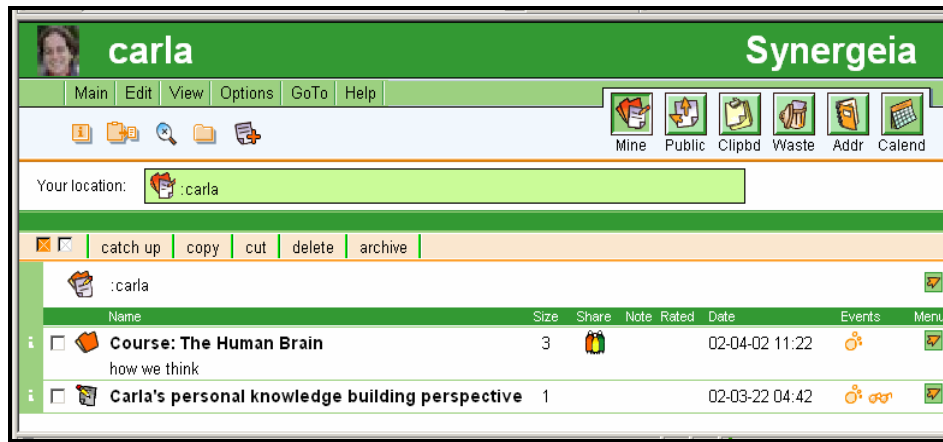 carla Synergeia
Main Edit View Options GoTo Help
Mine Public Clipbd Waste Addr Calend
Your location: :carla
catch up copy cut delete archive
:carla
Name Size Share Note Rated Date Events Menu
i Course: The Human Brain 3 02-04-02 11:22
how we think
i Carla's personal knowledge building perspective 1 02-03-22 04:42